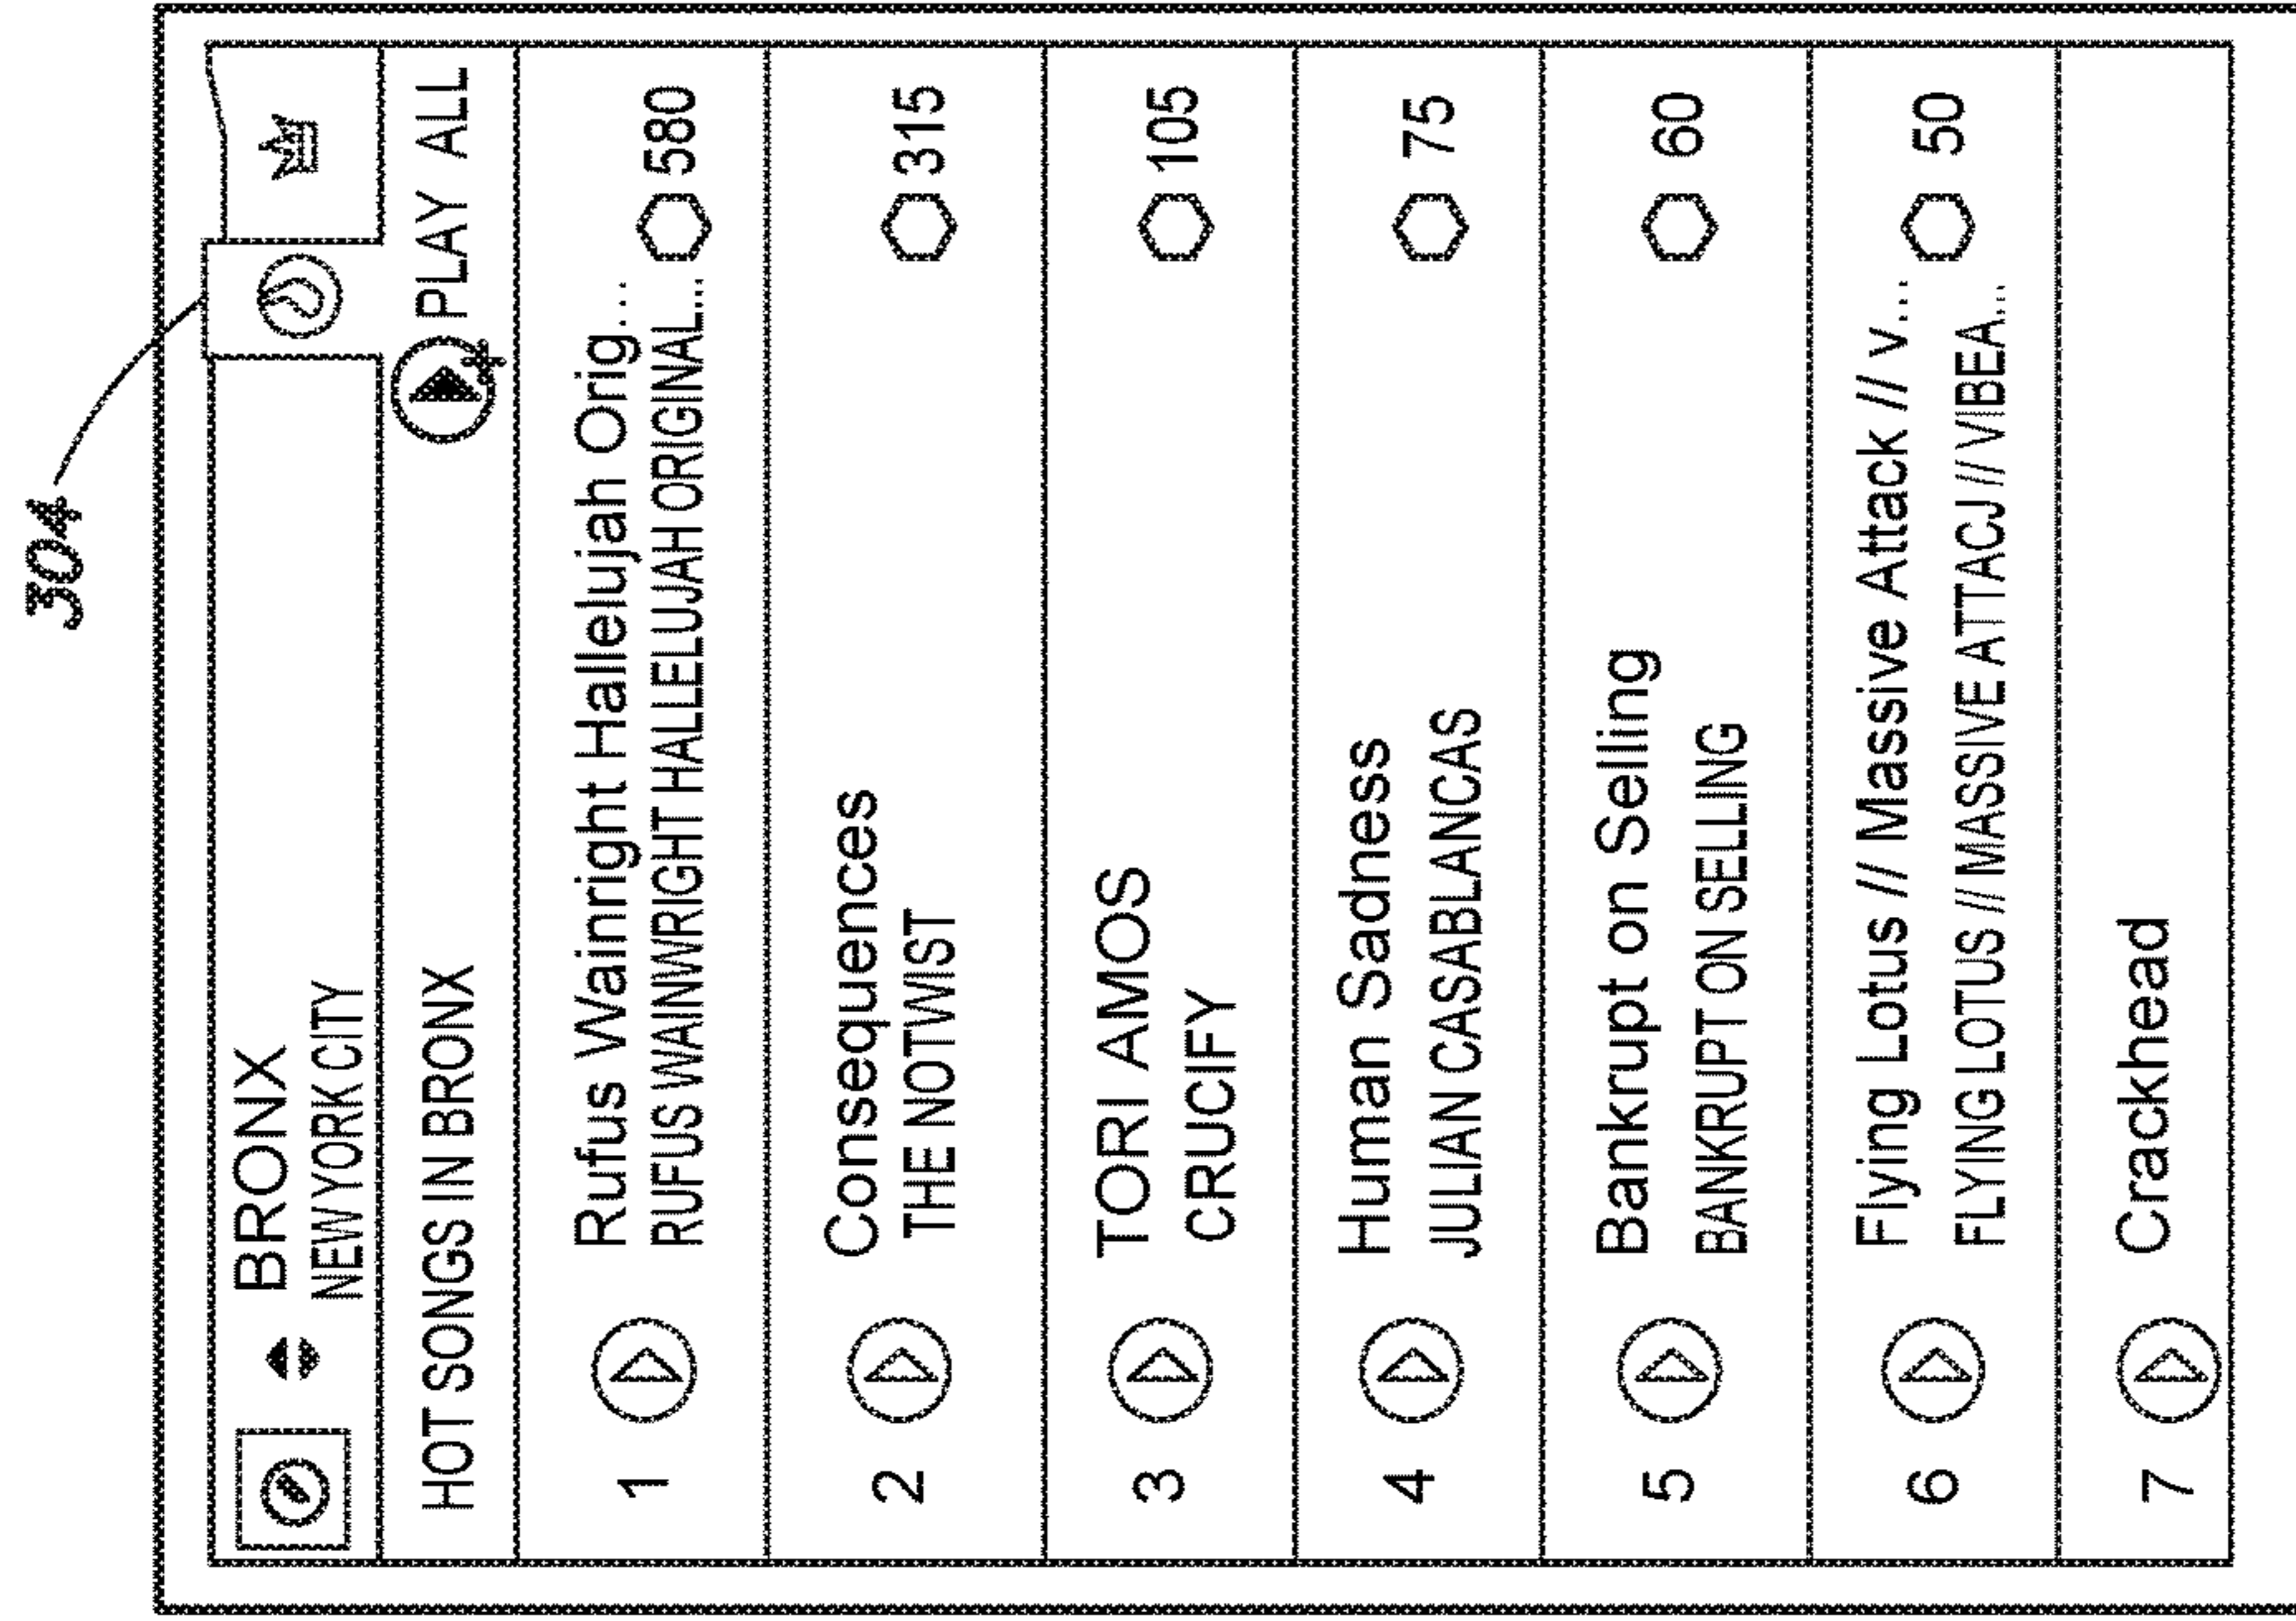 304
BRONX
NEW YORK CITY
HOT SONGS IN BRONX
PLAY ALL
1
Rufus Wainright Hallelujah Orig...
RUFUS WAINWRIGHT HALLELUJAH ORIGINAL...
580
2
Consequences
THE NOTWIST
315
3
TORI AMOS
CRUCIFY
105
4
Human Sadness
JULIAN CASABLANCAS
75
5
Bankrupt on Selling
BANKRUPT ON SELLING
60
6
Flying Lotus // Massive Attack // v...
FLYING LOTUS // MASSIVE ATTACJ // VIBEA...
50
7
Crackhead